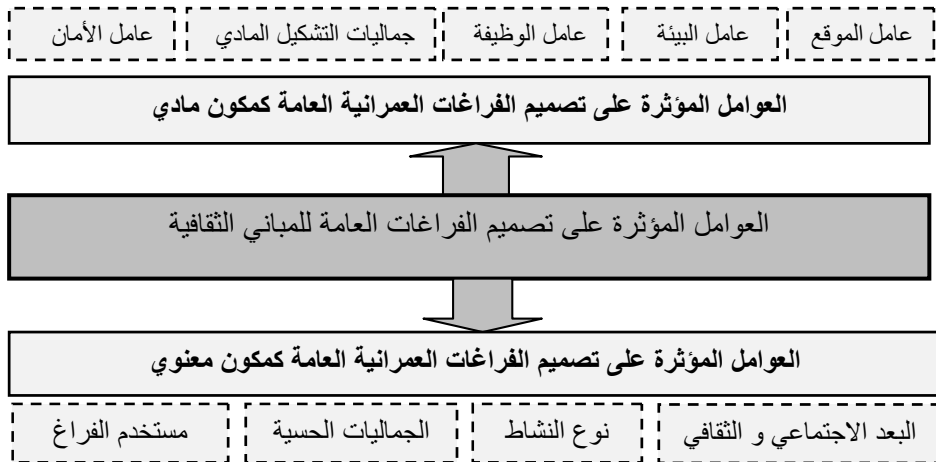 عامل الموقع
عامل البيئة
عامل الوظيفة
جماليات التشكيل المادي
عامل الأمان
العوامل المؤثرة على تصميم الفراغات العمرانية العامة كمكون مادي
العوامل المؤثرة على تصميم الفراغات العامة للمباني الثقافية
العوامل المؤثرة على تصميم الفراغات العمرانية العامة كمكون معنوي
البعد الاجتماعي و الثقافي
نوع النشاط
الجماليات الحسية
مستخدم الفراغ